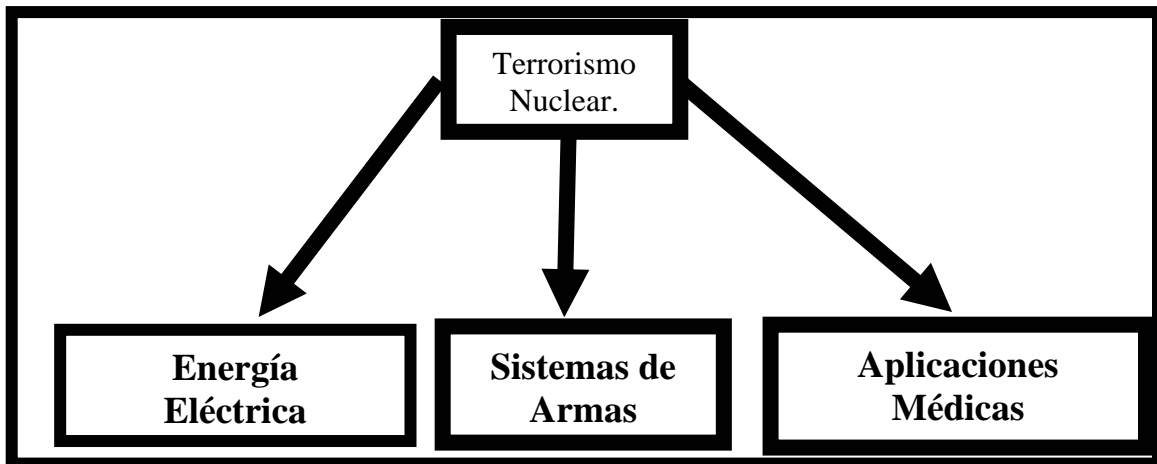 Terrorismo
Nuclear.
Energía
Eléctrica
Sistemas de
Armas
Aplicaciones
Médicas